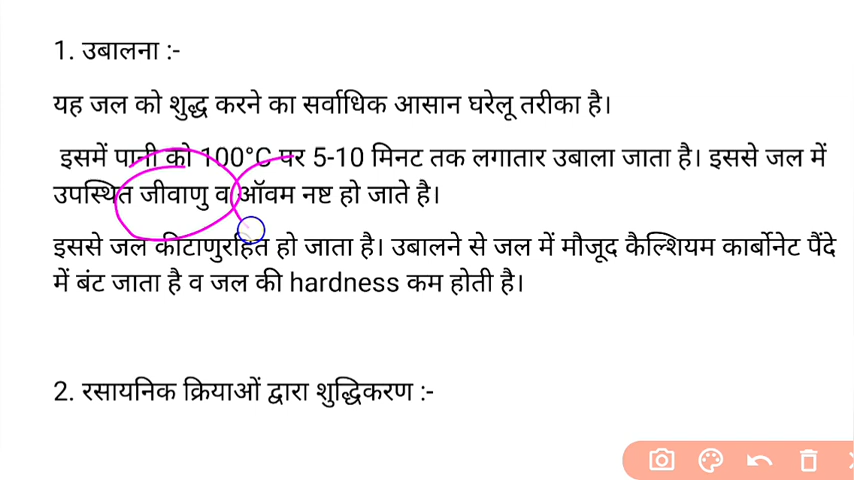 1. उबालना :-
यह जल को शुद्ध करने का सर्वाधिक आसान घरेलू तरीका है।
इसमें पानी को 100°C पर 5-10 मिनट तक लगातार उबाला जाता है। इससे जल में
उपस्थित जीवाणु व ऑवम नष्ट हो जाते है।
इससे जल कीटाणुरहित हो जाता है। उबालने से जल में मौजूद कैल्शियम कार्बोनेट पैंदे
में बंट जाता है व जल की hardness कम होती है।
2. रसायनिक क्रियाओं द्वारा शुद्धिकरण :-